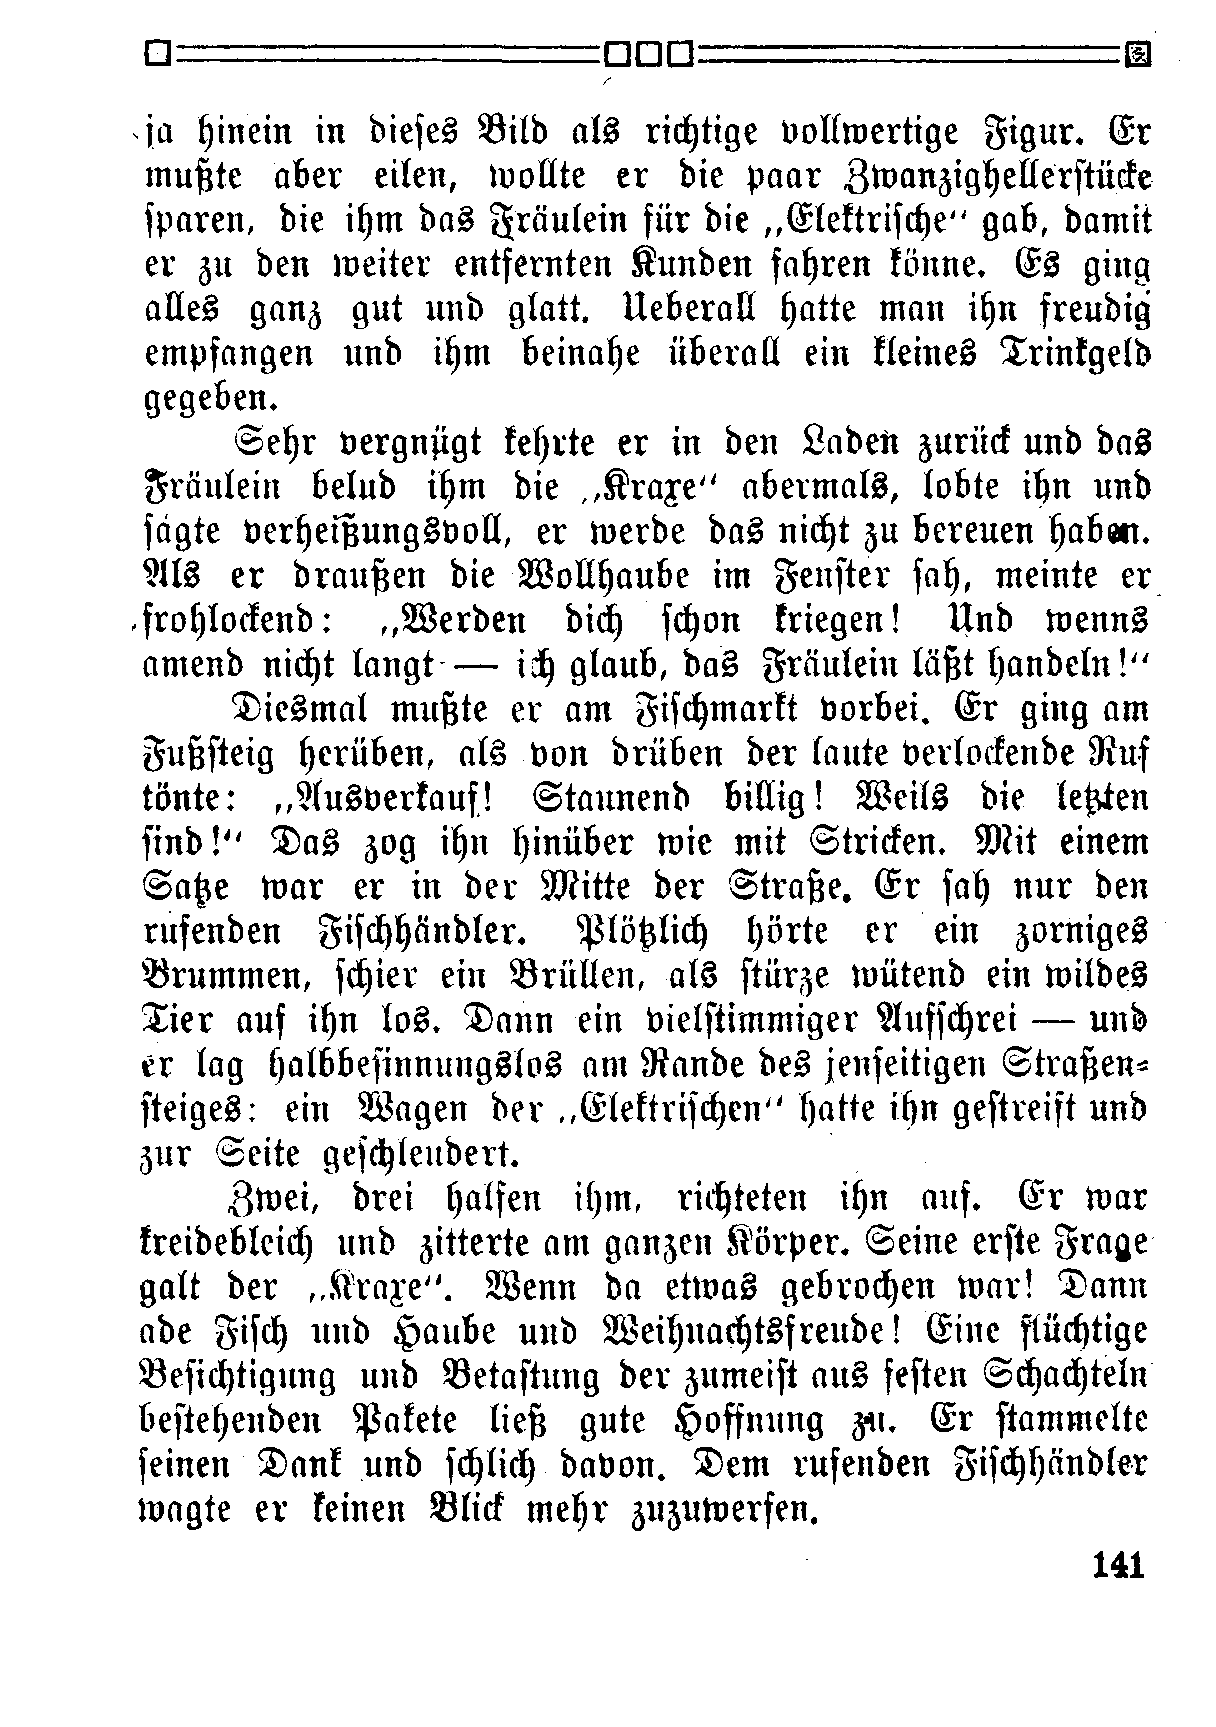 ja hinein in dieses Bild als richtige vollwertige Figur. Er
mußte aber eilen, wollte er die paar Zwanzighellerstücke
sparen, die ihm das Fräulein für die „Elektrische“ gab, damit
er zu den weiter entfernten Kunden fahren könne. Es ging
alles ganz gut und glatt. Ueberall hatte man ihn freudig
empfangen und ihm beinahe überall ein kleines Trinkgeld
gegeben.
Sehr vergnügt kehrte er in den Laden zurück und das
Fräulein belud ihm die „Kraxe“ abermals, lobte ihn und
sagte verheißungsvoll, er werde das nicht zu bereuen haben.
Als er draußen die Wollhaube im Fenster sah, meinte er
frohlockend: „Werden dich schon kriegen! Und wenns
amend nicht langt — ich glaub, das Fräulein läßt handeln!“
Diesmal mußte er am Fischmarkt vorbei. Er ging am
Fußsteig herüben, als von drüben der laute verlockende Ruf
tönte: „Ausverkauf! Staunend billig! Weils die letzten
sind!“ Das zog ihn hinüber wie mit Stricken. Mit einem
Satze war er in der Mitte der Straße. Er sah nur den
rufenden Fischhändler. Plötzlich hörte er ein zorniges
Brummen, schier ein Brüllen, als stürze wütend ein wildes
Tier auf ihn los. Dann ein vielstimmiger Aufschrei — und
er lag halbbesinnungslos am Rande des jenseitigen Straßen-
steiges: ein Wagen der „Elektrischen“ hatte ihn gestreift und
zur Seite geschleudert.
Zwei, drei halfen ihm, richteten ihn auf. Er war
kreidebleich und zitterte am ganzen Körper. Seine erste Frage
galt der „Kraxe“. Wenn da etwas gebrochen war! Dann
ade Fisch und Haube und Weihnachtsfreude! Eine flüchtige
Besichtigung und Betastung der zumeist aus festen Schachteln
bestehenden Pakete ließ gute Hoffnung zu. Er stammelte
seinen Dank und schlich davon. Dem rufenden Fischhändler
wagte er keinen Blick mehr zuzuwerfen.
141